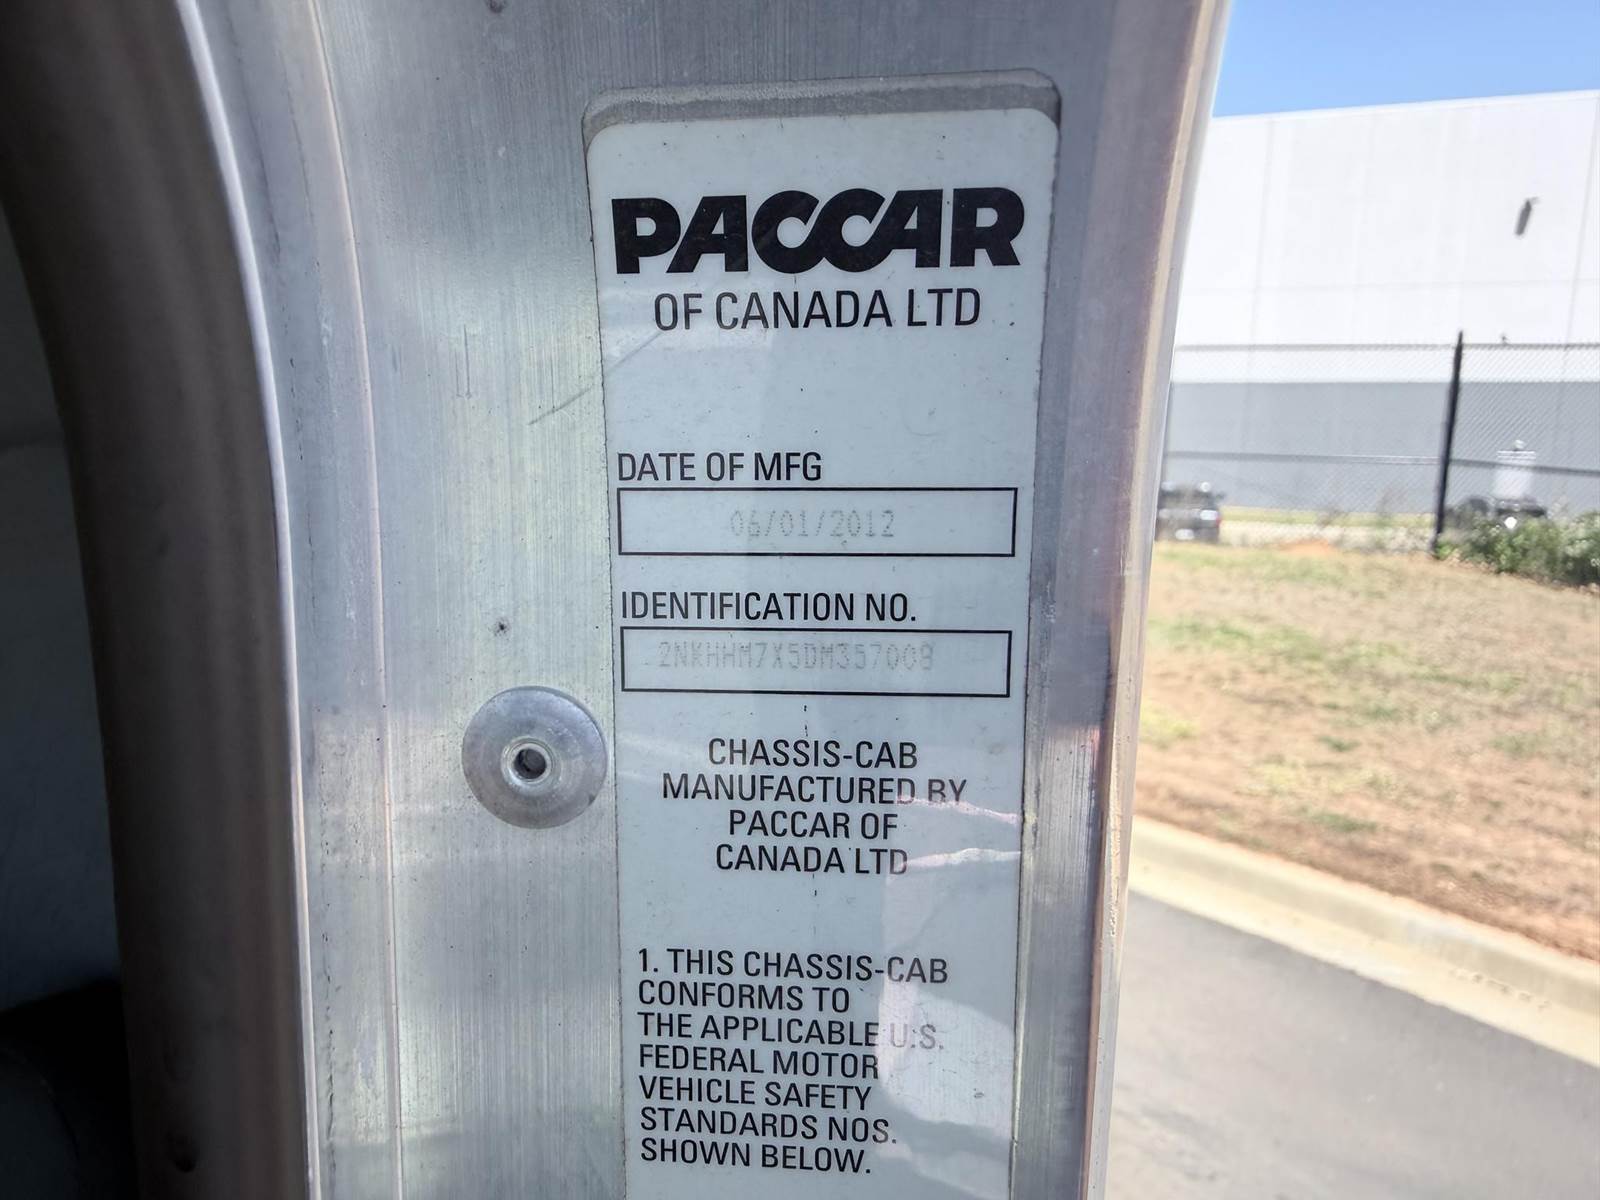 PACCAR
OF CANADA LTD
DATE OF MFG
06/01/2012
IDENTIFICATION NO.
2NKHHM7X5DM357008
CHASSIS-CAB
MANUFACTURED BY
PACCAR OF
CANADA LTD
1. THIS CHASSIS-CAB
CONFORMS TO
THE APPLICABLE U.S.
FEDERAL MOTOR
VEHICLE SAFETY
STANDARDS NOS.
SHOWN BELOW.